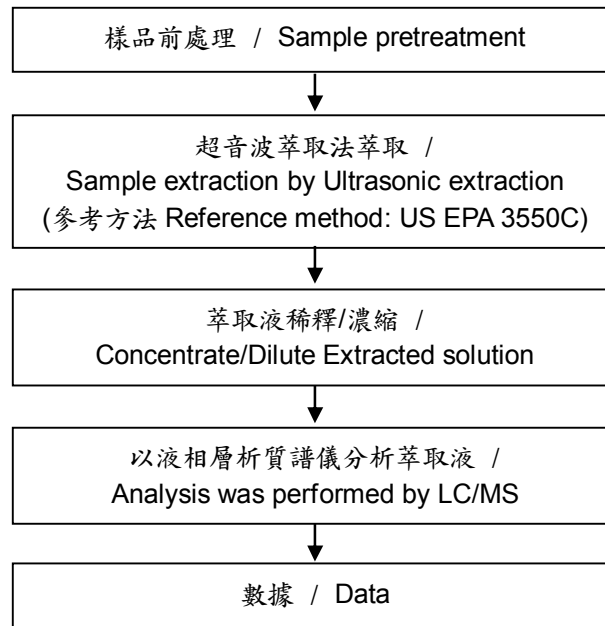 樣品前處理 / Sample pretreatment
超音波萃取法萃取 /
Sample extraction by Ultrasonic extraction
(參考方法 Reference method: US EPA 3550C)
萃取液稀釋/濃縮 /
Concentrate/Dilute Extracted solution
以液相層析質譜儀分析萃取液 /
Analysis was performed by LC/MS
數據 / Data